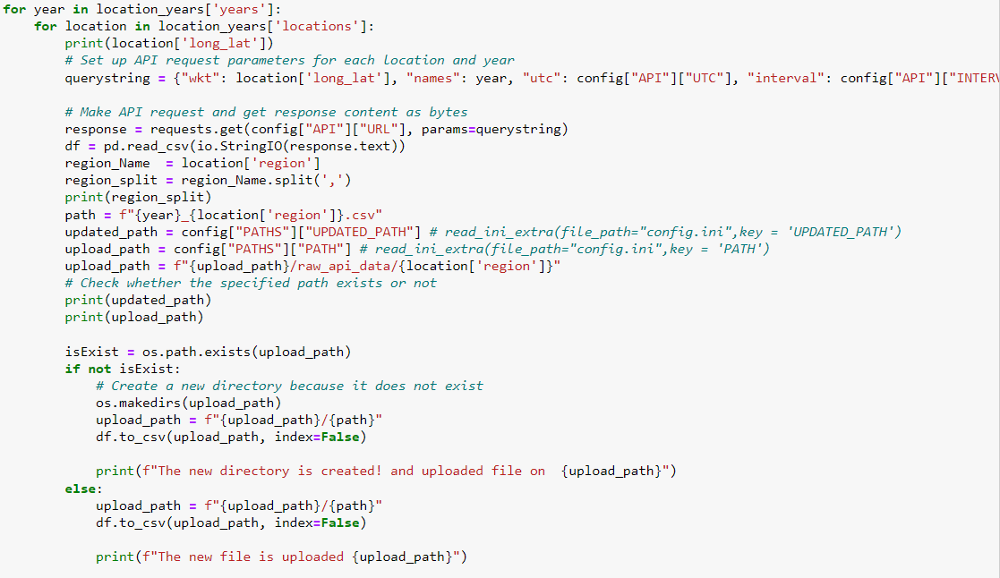 for year in location_years['years']:
    for location in location_years['locations']:
        print(location['long_lat'])
        # Set up API request parameters for each location and year
        querystring = {"wkt": location['long_lat'], "names": year, "utc": config["API"]["UTC"], "interval": config["API"]["INTERV

        # Make API request and get response content as bytes
        response = requests.get(config["API"]["URL"], params=querystring)
        df = pd.read_csv(io.StringIO(response.text))
        region_Name  = location['region']
        region_split = region_Name.split(',')
        print(region_split)
        path = f"{year}_{location['region']}.csv"
        updated_path = config["PATHS"]["UPDATED_PATH"] # read_ini_extra(file_path="config.ini",key = 'UPDATED_PATH')
        upload_path = config["PATHS"]["PATH"] # read_ini_extra(file_path="config.ini",key = 'PATH')
        upload_path = f"{upload_path}/raw_api_data/{location['region']}"
        # Check whether the specified path exists or not
        print(updated_path)
        print(upload_path)

        isExist = os.path.exists(upload_path)
        if not isExist:
            # Create a new directory because it does not exist
            os.makedirs(upload_path)
            upload_path = f"{upload_path}/{path}"
            df.to_csv(upload_path, index=False)

            print(f"The new directory is created! and uploaded file on  {upload_path}")
        else:
            upload_path = f"{upload_path}/{path}"
            df.to_csv(upload_path, index=False)

            print(f"The new file is uploaded {upload_path}")